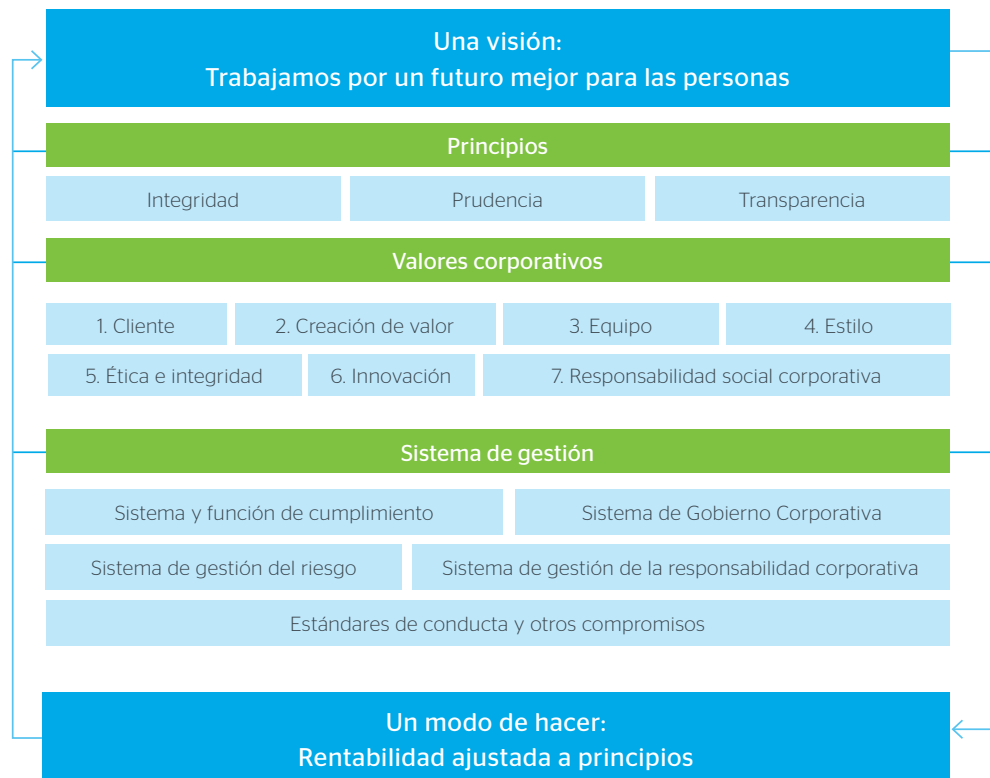 Una visión:
Trabajamos por un futuro mejor para las personas
Principios
Integridad
Prudencia
Transparencia
Valores corporativos
1. Cliente
2. Creación de valor
3. Equipo
4. Estilo
5. Ética e integridad
6. Innovación
7. Responsabilidad social corporativa
Sistema de gestión
Sistema y función de cumplimiento
Sistema de Gobierno Corporativa
Sistema de gestión del riesgo
Sistema de gestión de la responsabilidad corporativa
Estándares de conducta y otros compromisos
Un modo de hacer:
Rentabilidad ajustada a principios